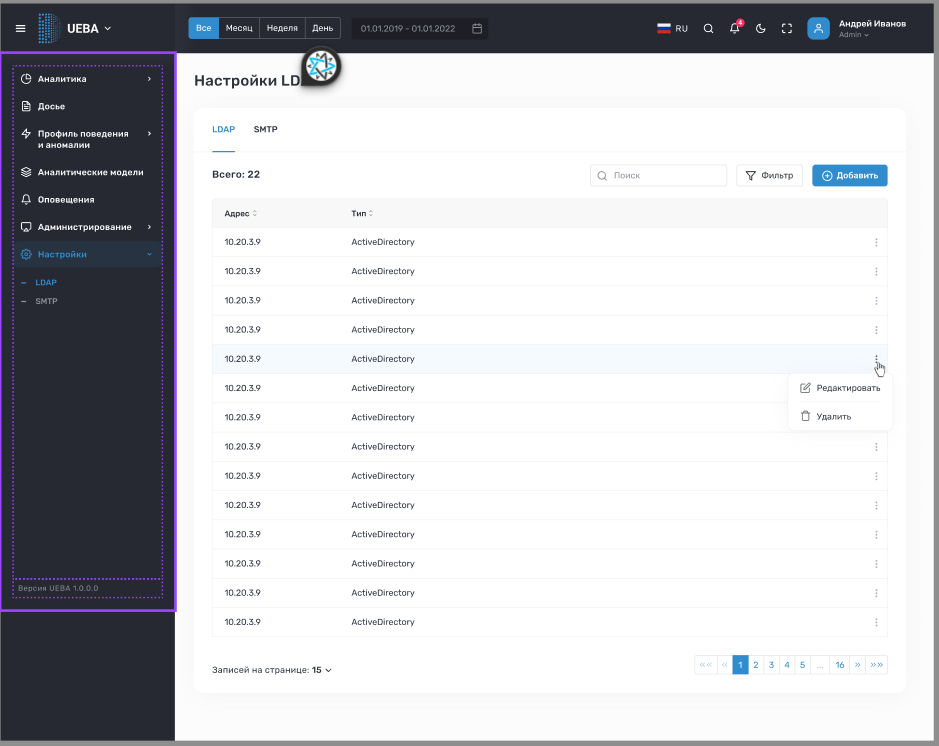 UEBA
Все Месяц Неделя День
01.01.2019 - 01.01.2022
RU
4
Андрей Иванов
Admin
Аналитика
Досье
Профиль поведения
и аномалии
Аналитические модели
Оповещения
Администрирование
Настройки
LDAP
SMTP
Версия UEBA 1.0.0.0
Настройки LD
LDAP SMTP
Всего: 22
Поиск
Фильтр
Добавить
Адрес Тип
10.20.3.9 ActiveDirectory
10.20.3.9 ActiveDirectory
10.20.3.9 ActiveDirectory
10.20.3.9 ActiveDirectory
10.20.3.9 ActiveDirectory
10.20.3.9 ActiveDirectory
Редактировать
10.20.3.9 ActiveDirectory
Удалить
10.20.3.9 ActiveDirectory
10.20.3.9 ActiveDirectory
10.20.3.9 ActiveDirectory
10.20.3.9 ActiveDirectory
10.20.3.9 ActiveDirectory
10.20.3.9 ActiveDirectory
10.20.3.9 ActiveDirectory
Записей на странице: 15
«« « 1 2 3 4 5 ... 16 » »»